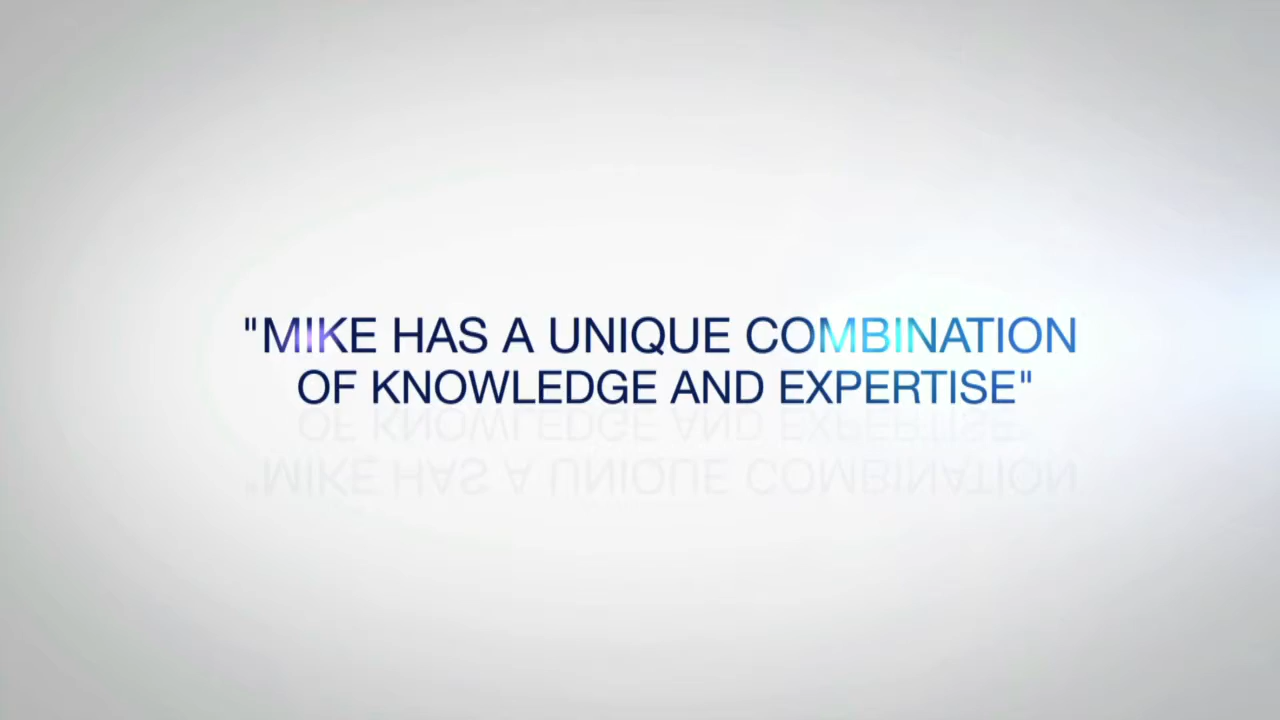 "MIKE HAS A UNIQUE COMBINATION
OF KNOWLEDGE AND EXPERTISE"